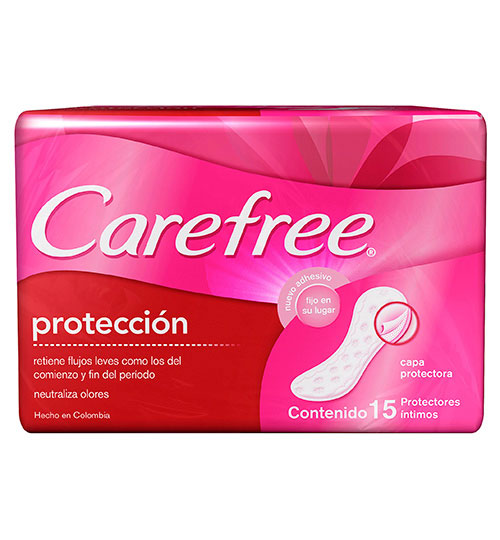 Carefree®
nuevo adhesivo
fijo en
su lugar
protección
retiene flujos leves como los del
comienzo y fin del período
neutraliza olores
Hecho en Colombia
capa
protectora
Contenido 15 Protectores
íntimos